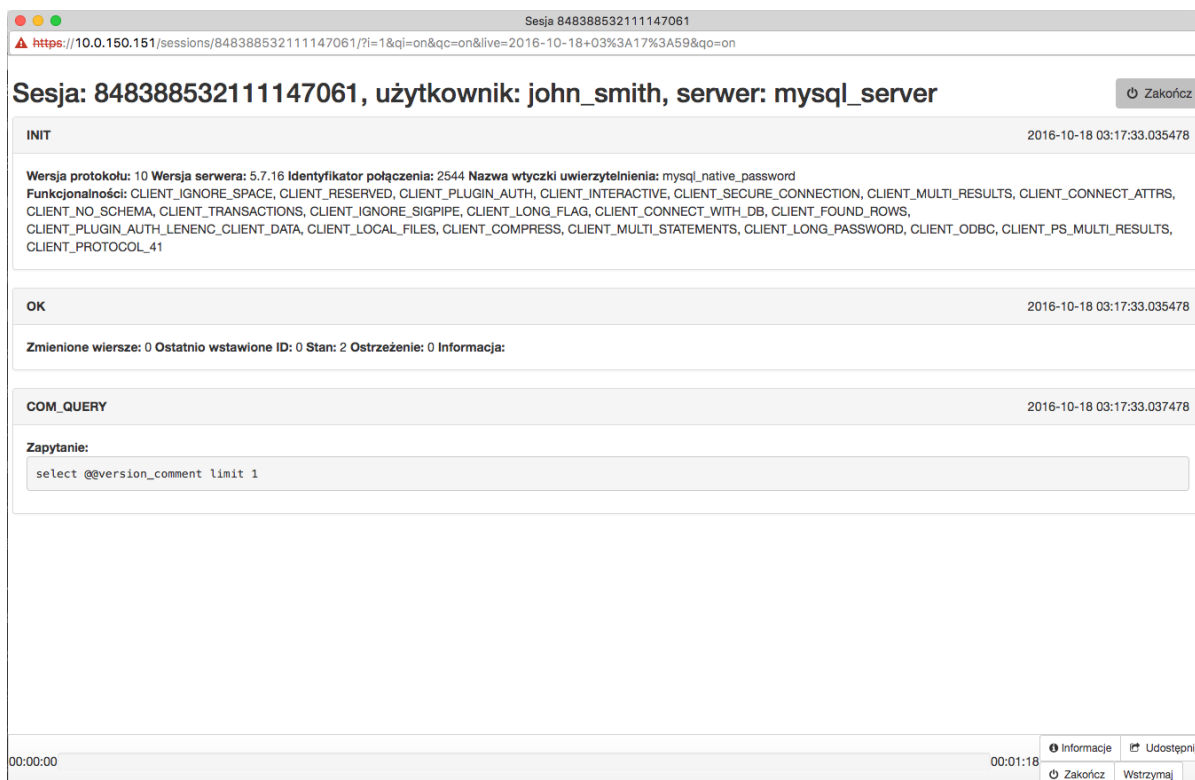 Sesja 848388532111147061
https://10.0.150.151/sessions/848388532111147061/?i=1&qi=on&qc=on&live=2016-10-18+03%3A17%3A59&qo=on
Sesja: 848388532111147061, użytkownik: john_smith, serwer: mysql_server
Zakończ
INIT 2016-10-18 03:17:33.035478
Wersja protokołu: 10 Wersja serwera: 5.7.16 Identyfikator połączenia: 2544 Nazwa wtyczki uwierzytelnienia: mysql_native_password
Funkcjonalności: CLIENT_IGNORE_SPACE, CLIENT_RESERVED, CLIENT_PLUGIN_AUTH, CLIENT_INTERACTIVE, CLIENT_SECURE_CONNECTION, CLIENT_MULTI_RESULTS, CLIENT_CONNECT_ATTRS,
CLIENT_NO_SCHEMA, CLIENT_TRANSACTIONS, CLIENT_IGNORE_SIGPIPE, CLIENT_LONG_FLAG, CLIENT_CONNECT_WITH_DB, CLIENT_FOUND_ROWS,
CLIENT_PLUGIN_AUTH_LENENC_CLIENT_DATA, CLIENT_LOCAL_FILES, CLIENT_COMPRESS, CLIENT_MULTI_STATEMENTS, CLIENT_LONG_PASSWORD, CLIENT_ODBC, CLIENT_PS_MULTI_RESULTS,
CLIENT_PROTOCOL_41
OK 2016-10-18 03:17:33.035478
Zmienione wiersze: 0 Ostatnio wstawione ID: 0 Stan: 2 Ostrzeżenie: 0 Informacja:
COM_QUERY 2016-10-18 03:17:33.037478
Zapytanie:
select @@version_comment limit 1
00:00:00 00:01:18
Informacje Udostępnij
Zakończ Wstrzymaj